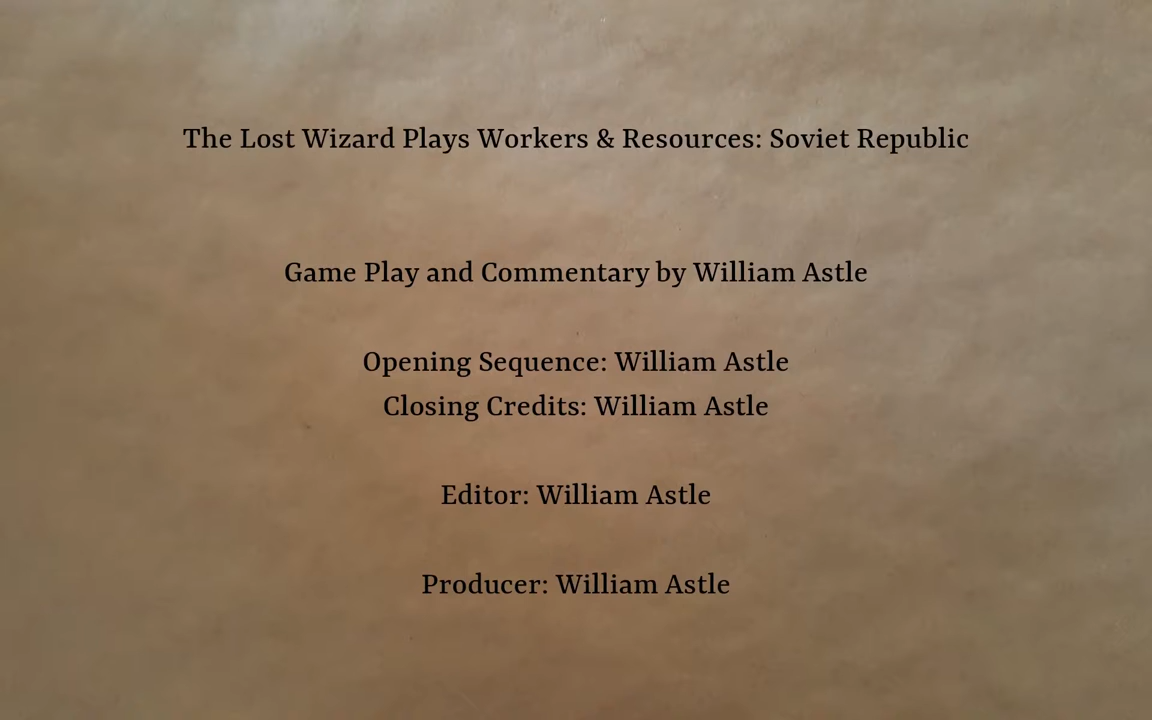 The Lost Wizard Plays Workers & Resources: Soviet Republic
Game Play and Commentary by William Astle
Opening Sequence: William Astle
Closing Credits: William Astle
Editor: William Astle
Producer: William Astle